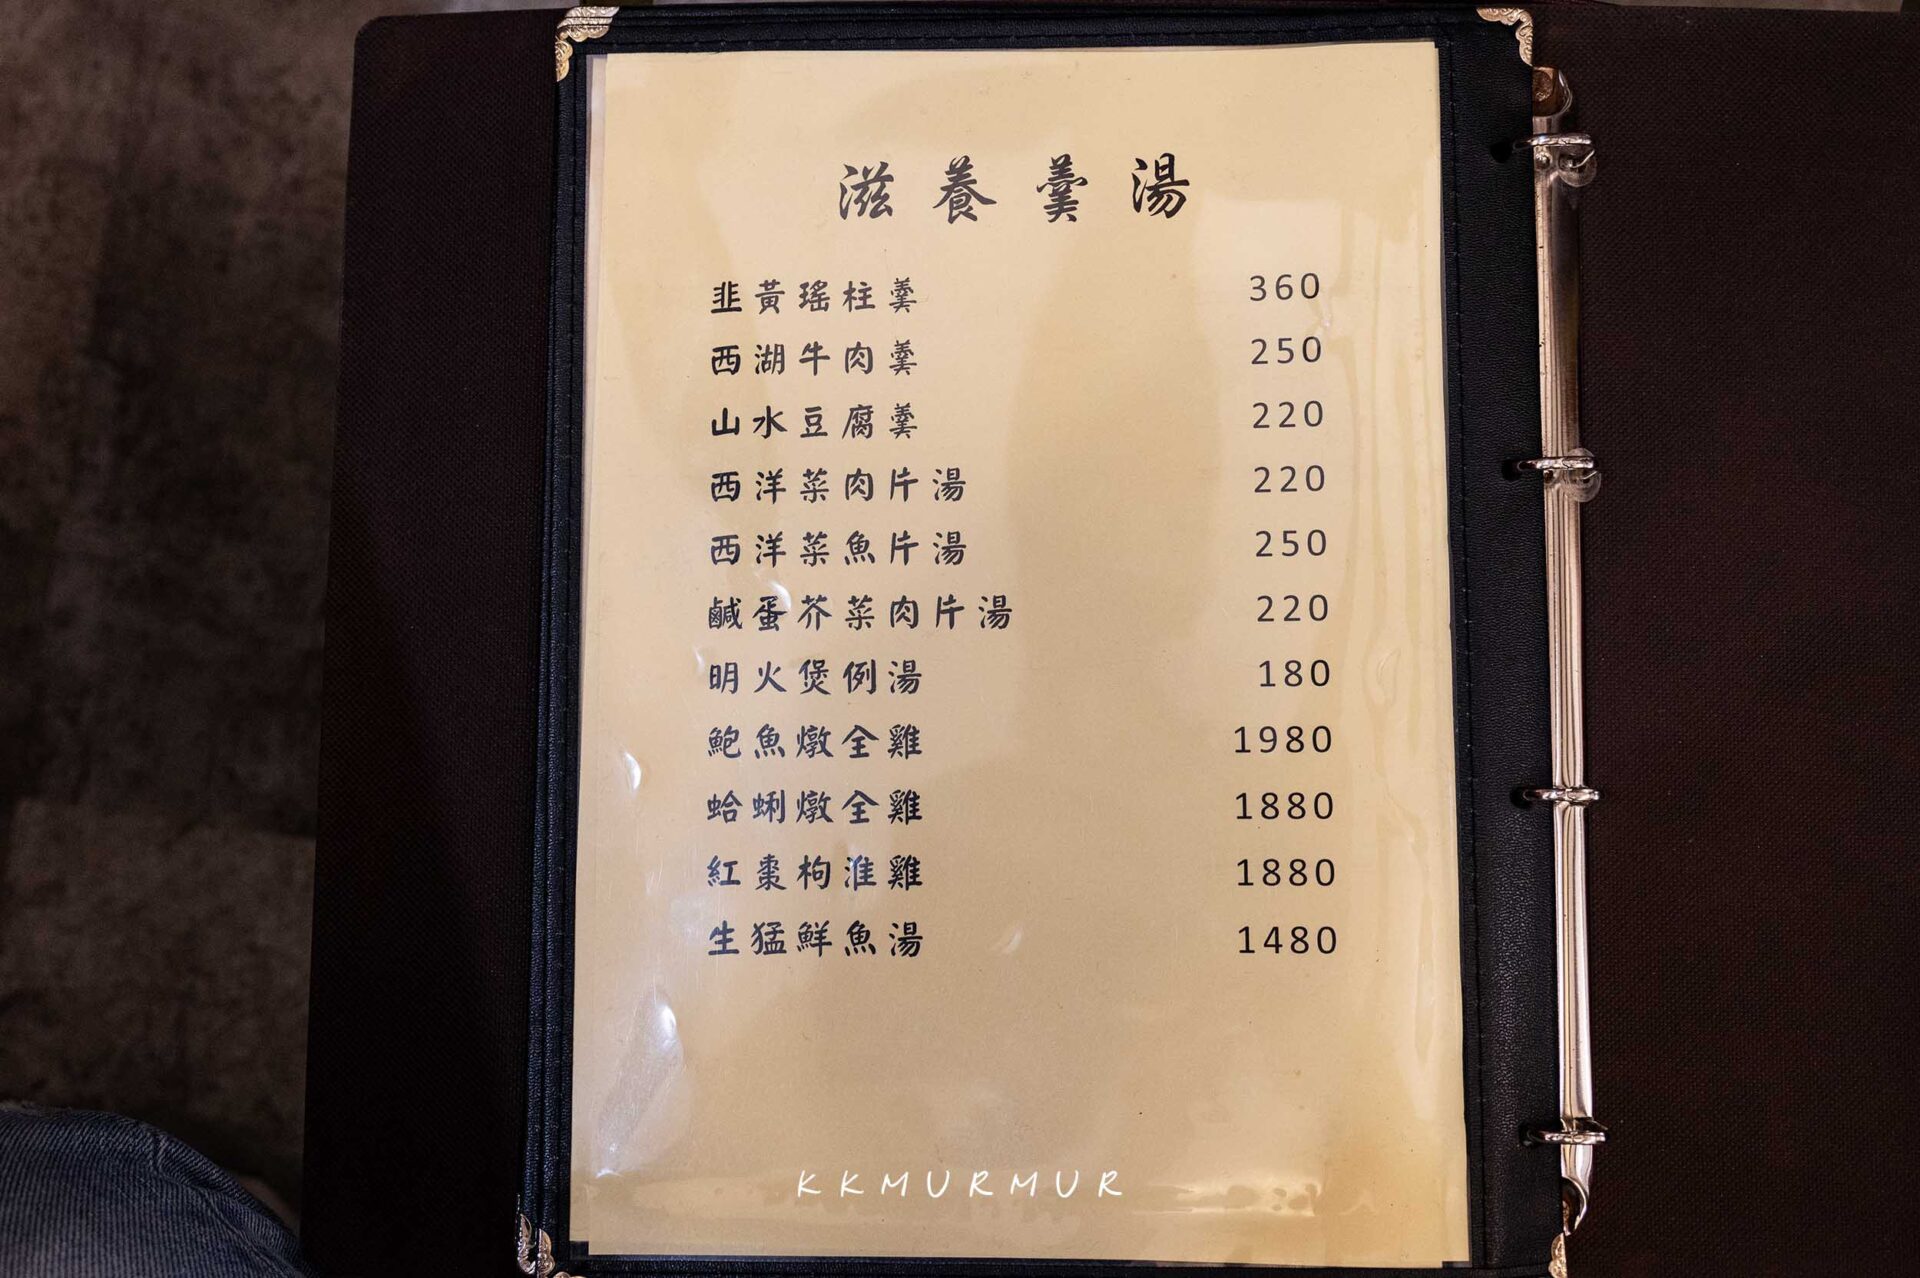 滋養羹湯
韭黃瑤柱羹 360
西湖牛肉羹 250
山水豆腐羹 220
西洋菜肉片湯 220
西洋菜魚片湯 250
鹹蛋芥菜肉片湯 220
明火煲例湯 180
鮑魚燉全雞 1980
蛤蜊燉全雞 1880
紅棗枸淮雞 1880
生猛鮮魚湯 1480
KKMURMUR